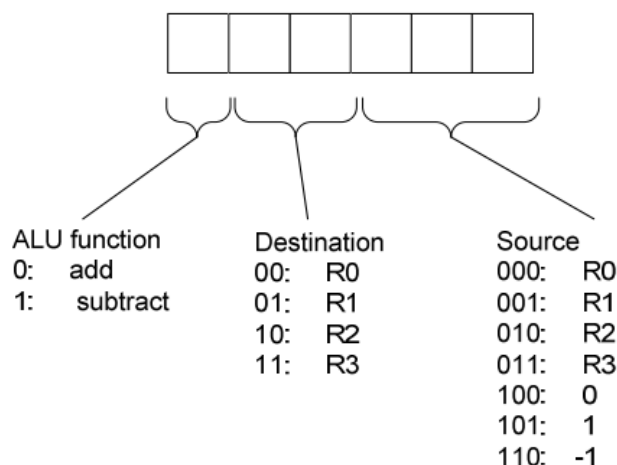 ALU function
0: add
1: subtract
Destination
00: R0
01: R1
10: R2
11: R3
Source
000: R0
001: R1
010: R2
011: R3
100: 0
101: 1
110: -1